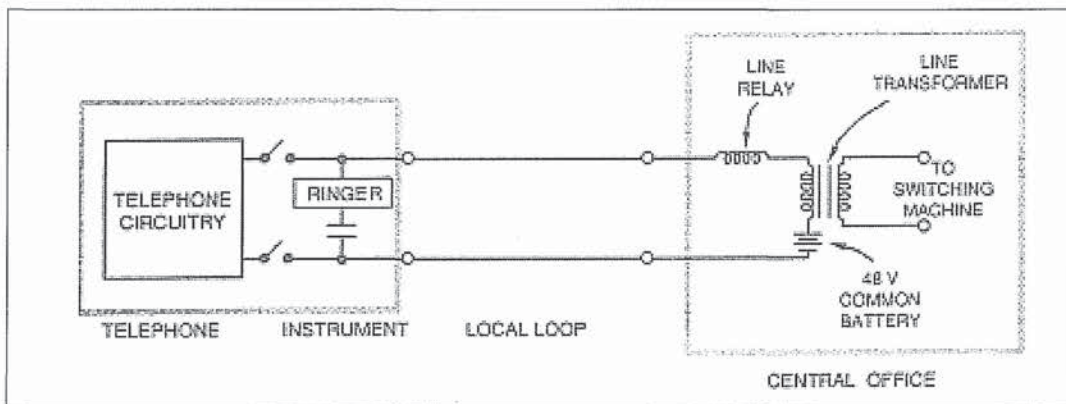 LINE
RELAY
LINE
TRANSFORMER
TELEPHONE
CIRCUITRY
RINGER
TO
SWITCHING
MACHINE
48 V
COMMON
BATTERY
TELEPHONE INSTRUMENT
LOCAL LOOP
CENTRAL OFFICE